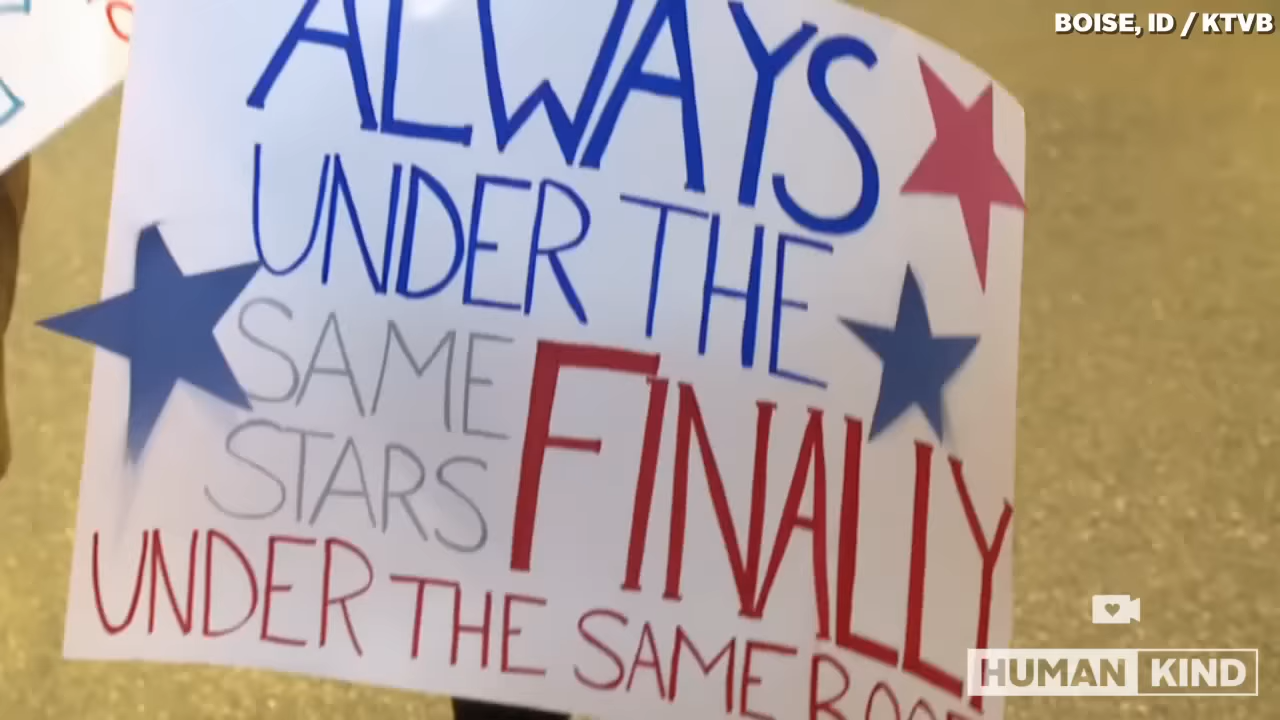 BOISE, ID / KTVB
ALWAYS
UNDER THE
SAME
STARS
FINALLY
UNDER THE SAME
HUMAN KIND